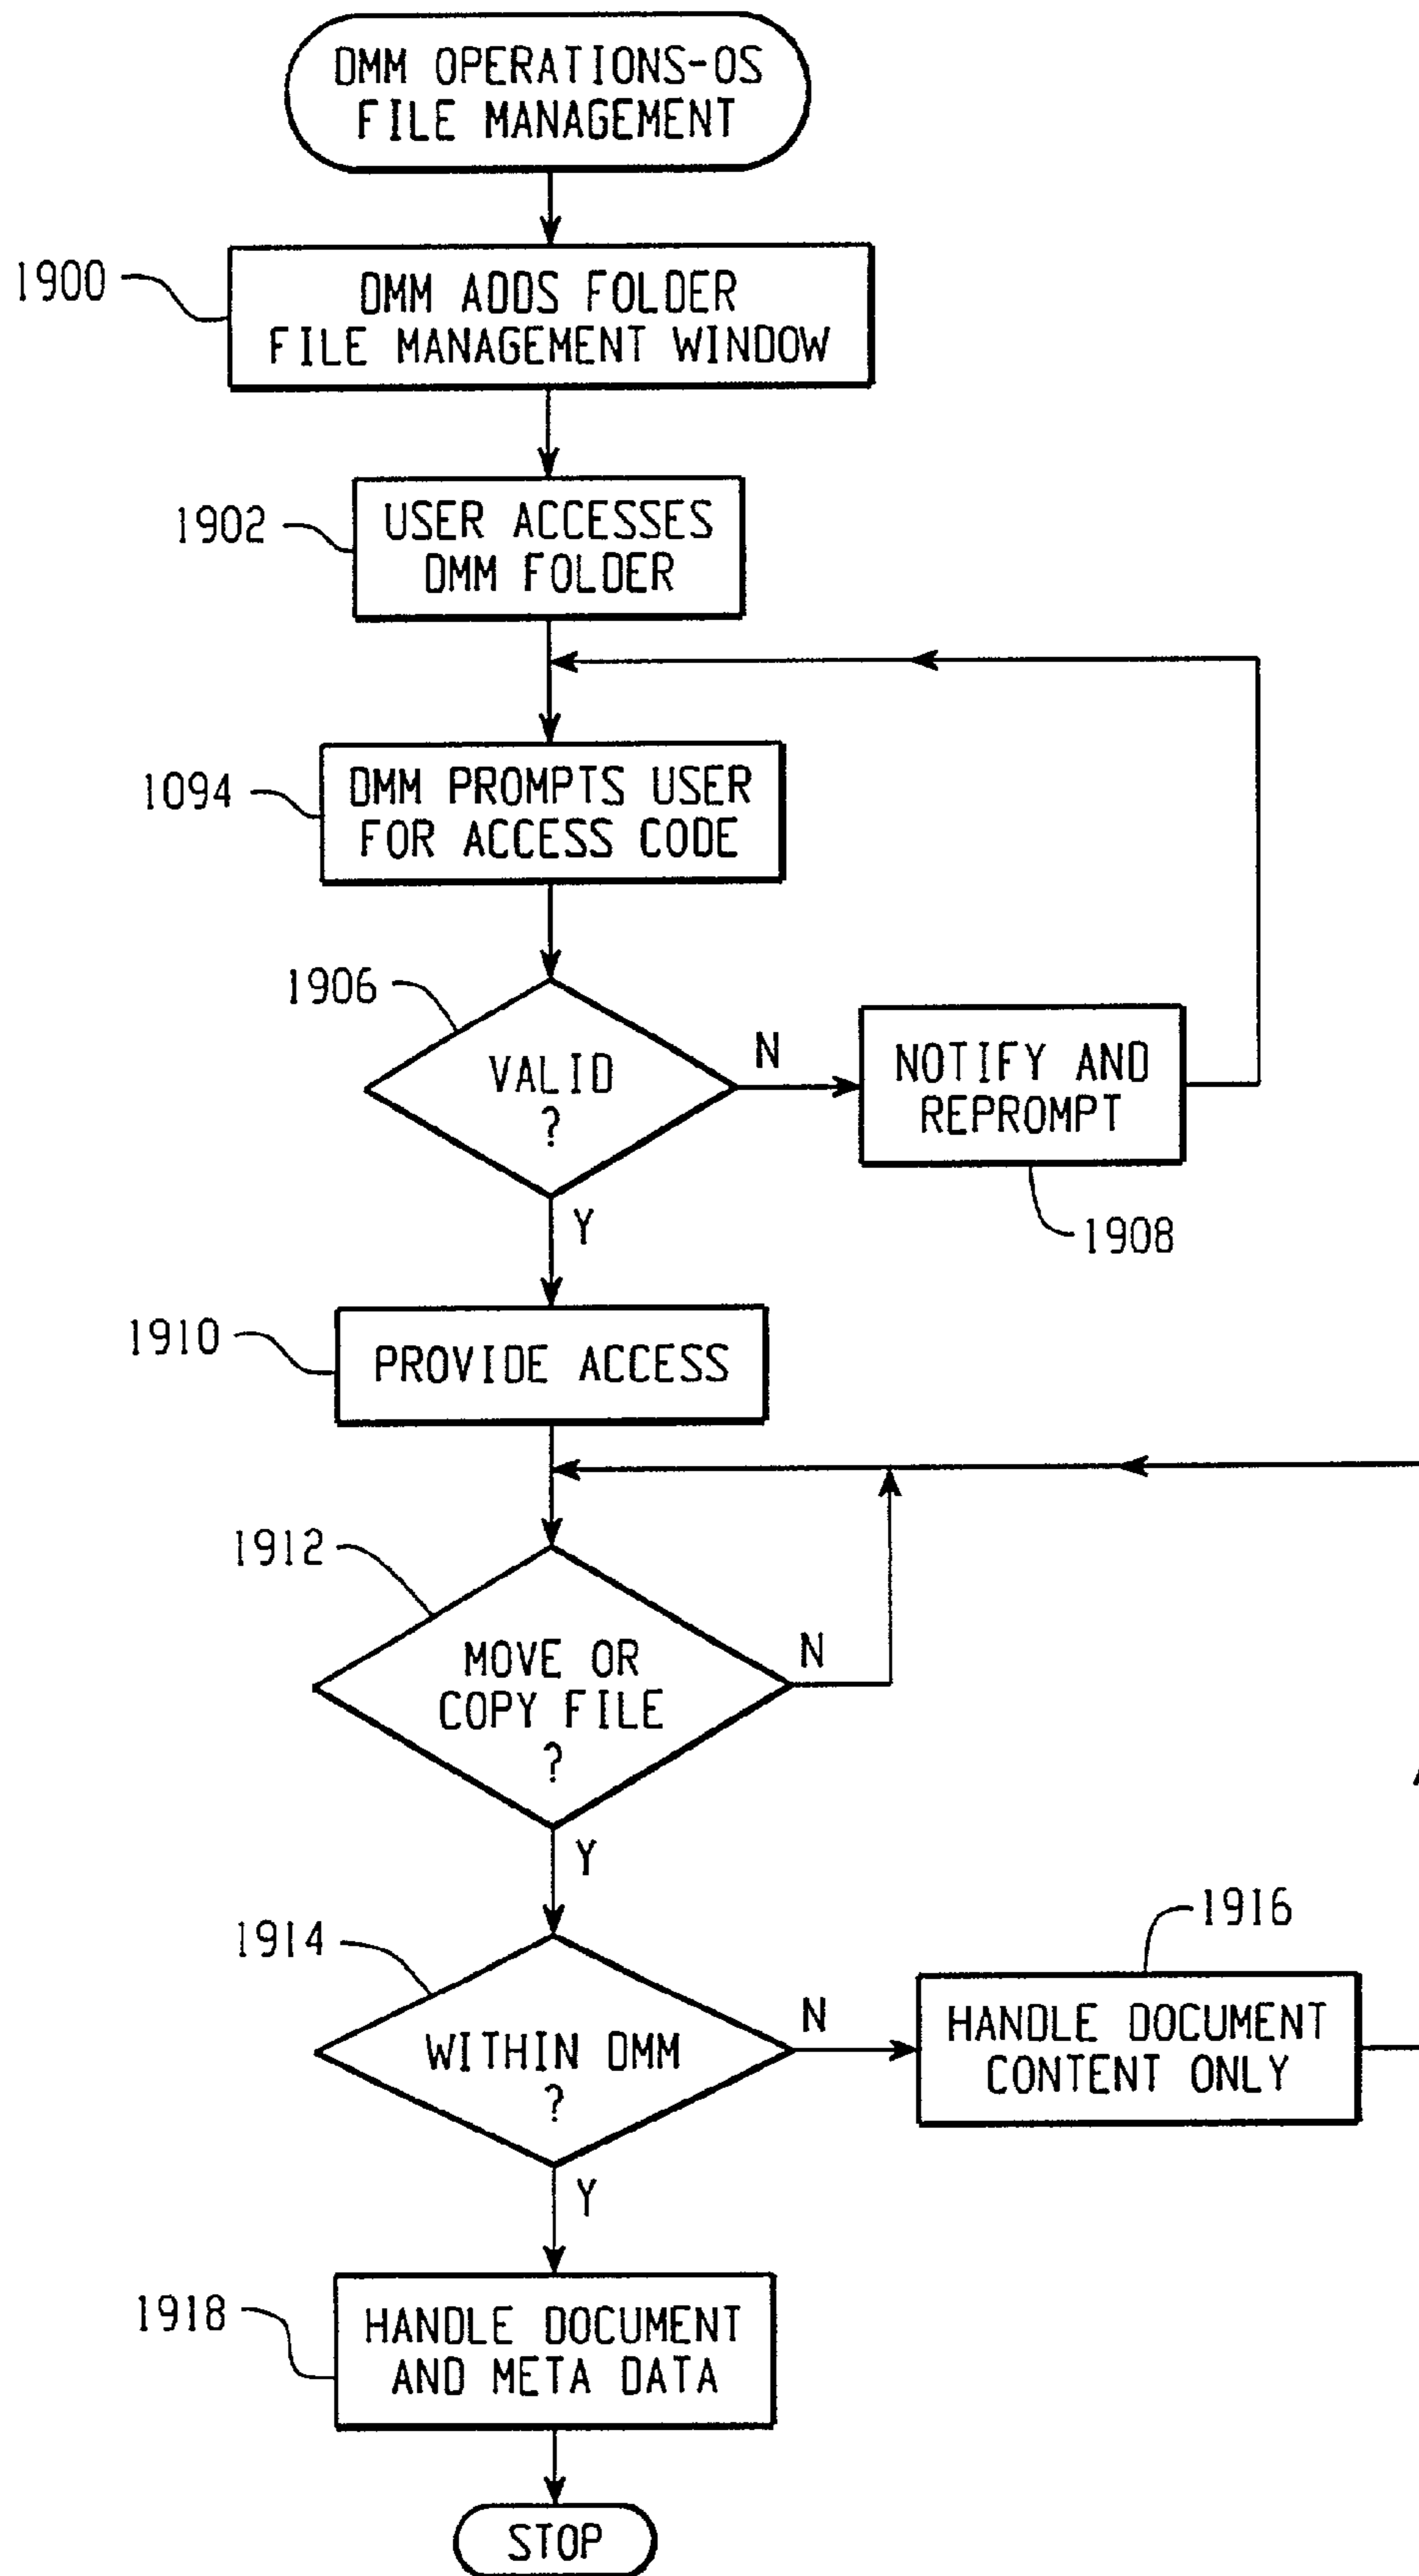 DMM OPERATIONS-OS
FILE MANAGEMENT
1900
DMM ADDS FOLDER
FILE MANAGEMENT WINDOW
1902
USER ACCESSES
DMM FOLDER
1094
DMM PROMPTS USER
FOR ACCESS CODE
1906
VALID
?
N
NOTIFY AND
REPROMPT
1908
Y
1910
PROVIDE ACCESS
1912
MOVE OR
COPY FILE
?
N
Y
1914
WITHIN DMM
?
N
1916
HANDLE DOCUMENT
CONTENT ONLY
Y
1918
HANDLE DOCUMENT
AND META DATA
STOP